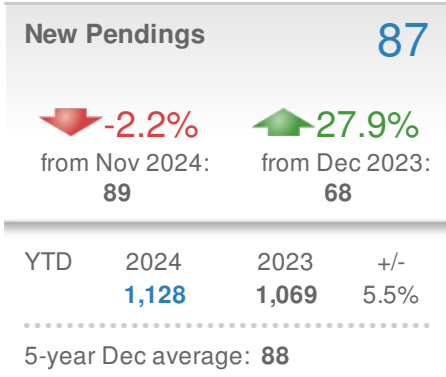 New Pendings 87
-2.2% 27.9%
from Nov 2024: from Dec 2023:
89 68
YTD 2024 2023 +/-
1,128 1,069 5.5%
5-year Dec average: 88